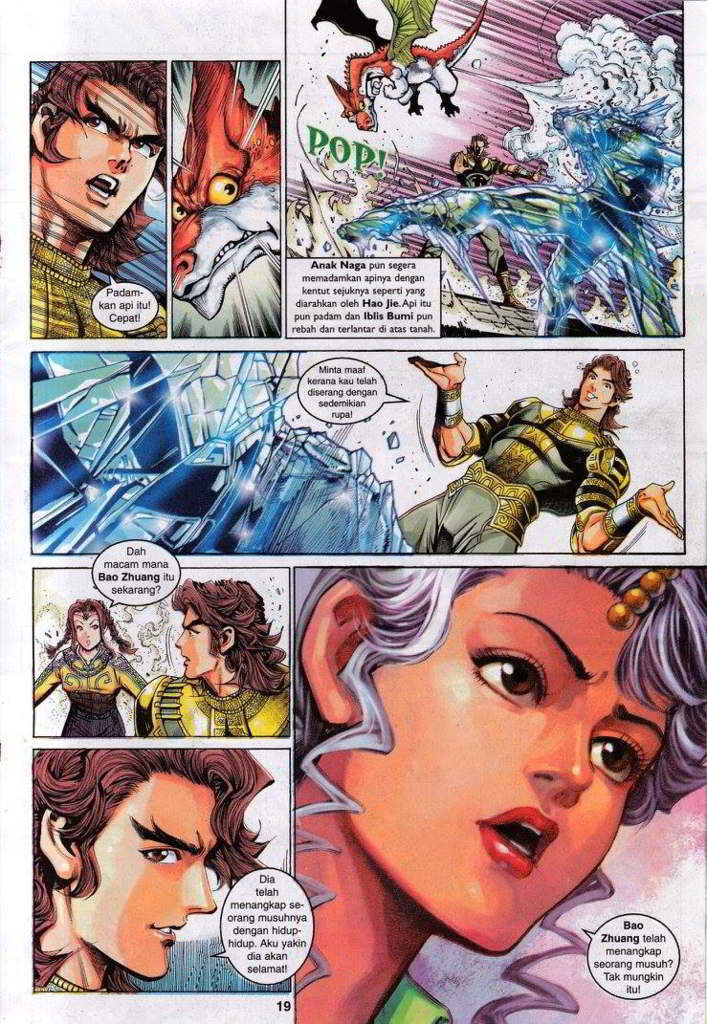 Padam-
kan api itu!
Cepat!
POP!
Anak Naga pun segera
memadamkan apinya dengan
kentut sejuknya seperti yang
diarahkan oleh Hao Jie. Api itu
pun padam dan Iblis Bumi pun
rebah dan terlantar di atas tanah.
Minta maaf
kerana kau telah
diserang dengan
sedemikian
rupa!
Dah
macam mana
Bao Zhuang itu
sekarang?
Dia
telah
menangkap se-
orang musuhnya
dengan hidup-
hidup. Aku yakin
dia akan
selamat!
Bao
Zhuang telah
menangkap
seorang musuh?
Tak mungkin
itu!
19